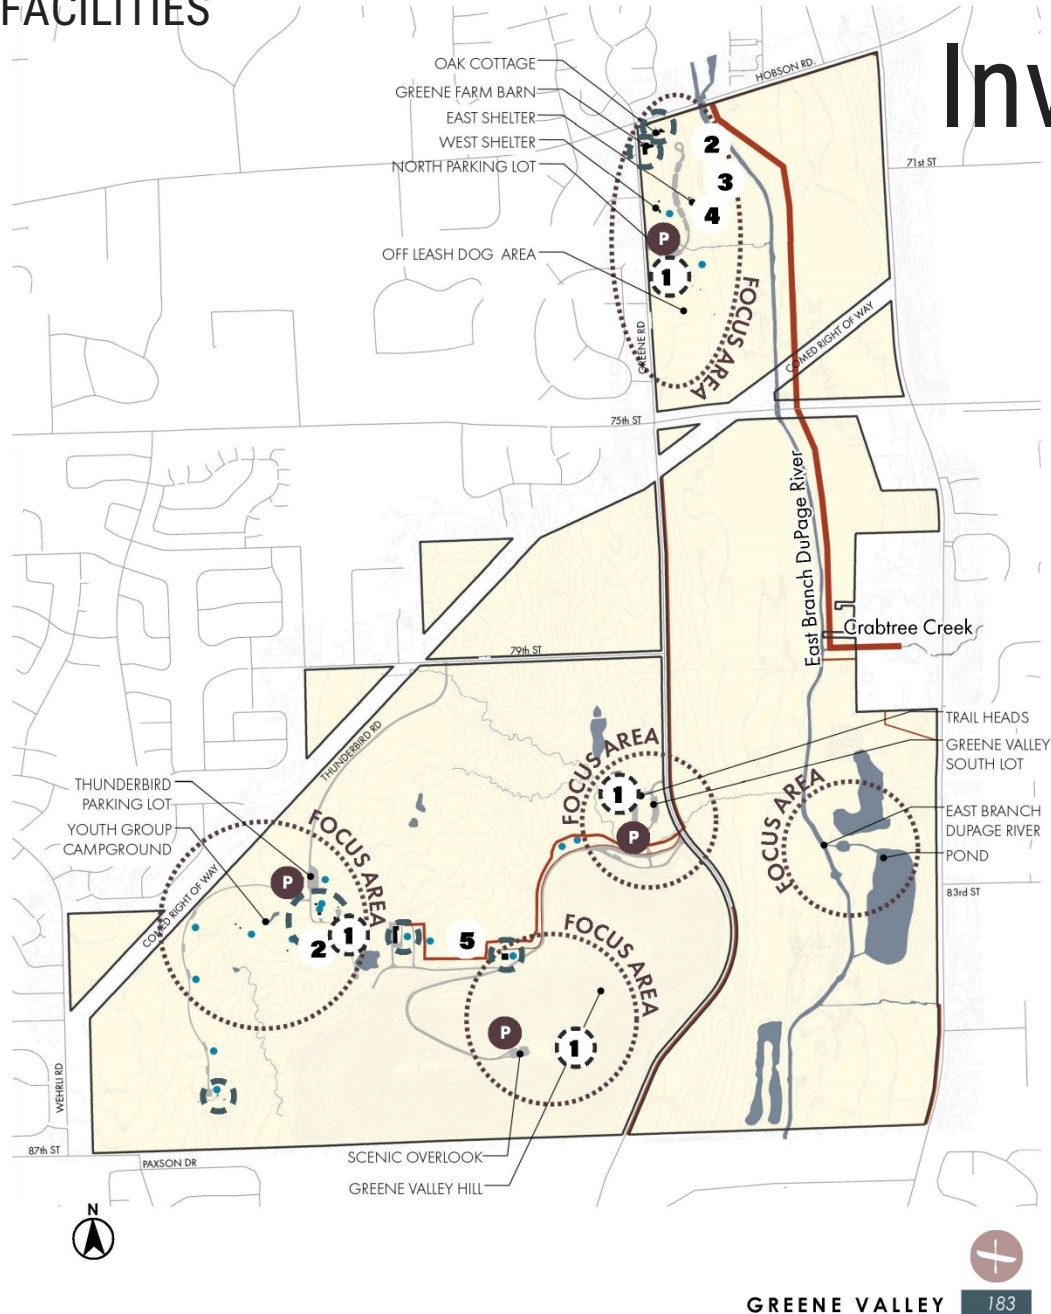 FACILITIES
Inv
OAK COTTAGE
GREENE FARM BARN
EAST SHELTER
WEST SHELTER
NORTH PARKING LOT
OFF LEASH DOG AREA
HOBSON RD.
71st ST
2
3
4
P
1
FOCUS AREA
GREENE RD
COMED RIGHT OF WAY
75th ST
East Branch DuPage River
Crabtree Creek
79th ST
THUNDERBIRD RD
TRAIL HEADS
GREENE VALLEY
SOUTH LOT
FOCUS AREA
1
P
FOCUS AREA
EAST BRANCH
DUPAGE RIVER
POND
83rd ST
THUNDERBIRD
PARKING LOT
YOUTH GROUP
CAMPGROUND
COMED RIGHT OF WAY
FOCUS AREA
P
2
1
5
FOCUS AREA
P
1
WEHRLI RD
87th ST
PAXSON DR
SCENIC OVERLOOK
GREENE VALLEY HILL
N
GREENE VALLEY 183